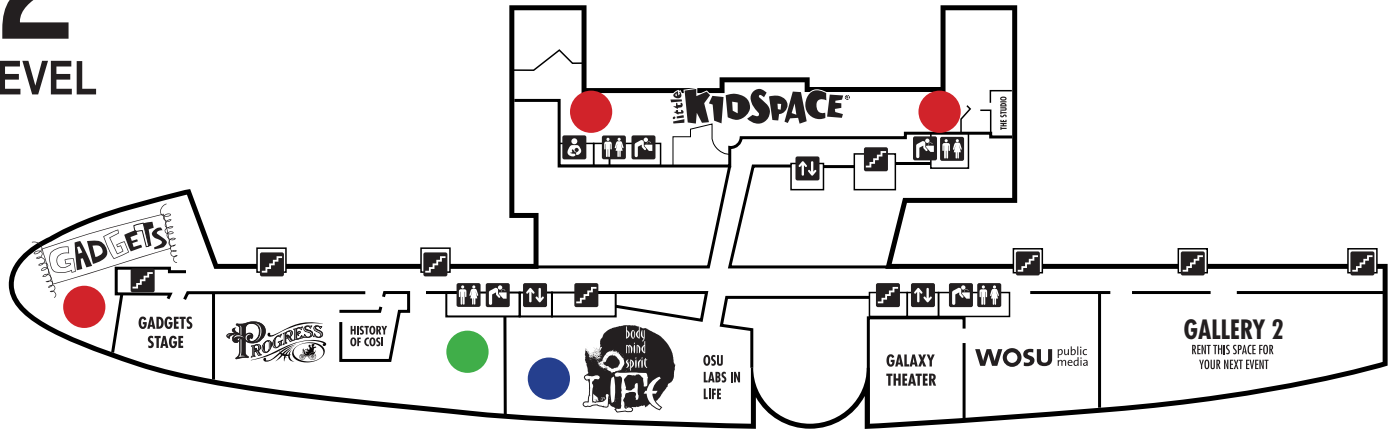 2
EVEL
little KIDSPACE®
THE STUDIO
GADGETS
GADGETS
STAGE
PROGRESS
HISTORY
OF COSI
body
mind
spirit
LIFE
OSU
LABS IN
LIFE
GALAXY
THEATER
WOSU public
media
GALLERY 2
RENT THIS SPACE FOR
YOUR NEXT EVENT